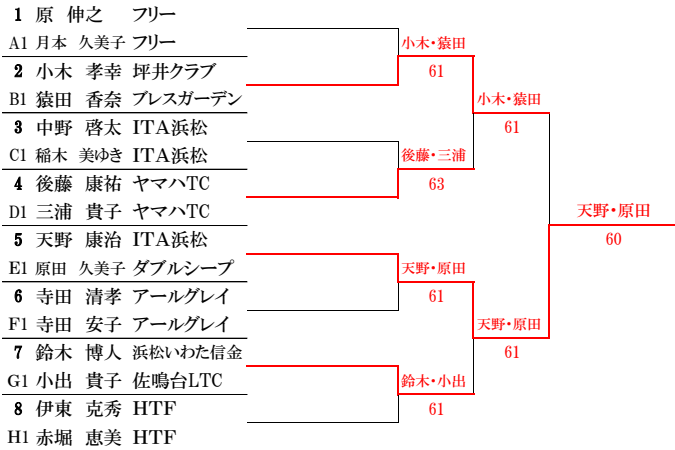 1 原 伸之 フリー
A1 月本 久美子 フリー
2 小木 孝幸 坪井クラブ
B1 猿田 香奈 ブレスガーデン
3 中野 啓太 ITA浜松
C1 稲木 美ゆき ITA浜松
4 後藤 康祐 ヤマハTC
D1 三浦 貴子 ヤマハTC
5 天野 康治 ITA浜松
E1 原田 久美子 ダブルシープ
6 寺田 清孝 アールグレイ
F1 寺田 安子 アールグレイ
7 鈴木 博人 浜松いわた信金
G1 小出 貴子 佐鳴台LTC
8 伊東 克秀 HTF
H1 赤堀 恵美 HTF
小木・猿田
61
後藤・三浦
63
天野・原田
61
鈴木・小出
61
小木・猿田
61
天野・原田
61
天野・原田
60